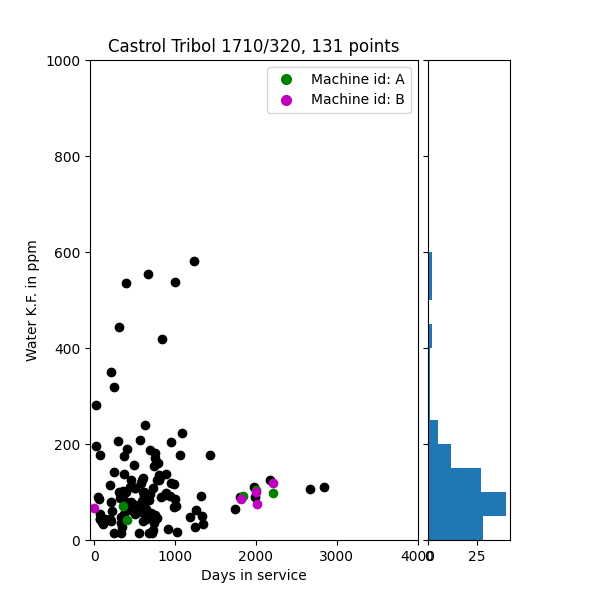 Castrol Tribol 1710/320, 131 points
Machine id: A
Machine id: B
1000
800
600
400
200
0
Water K.F. in ppm
0
1000
2000
3000
4000
0
25
Days in service